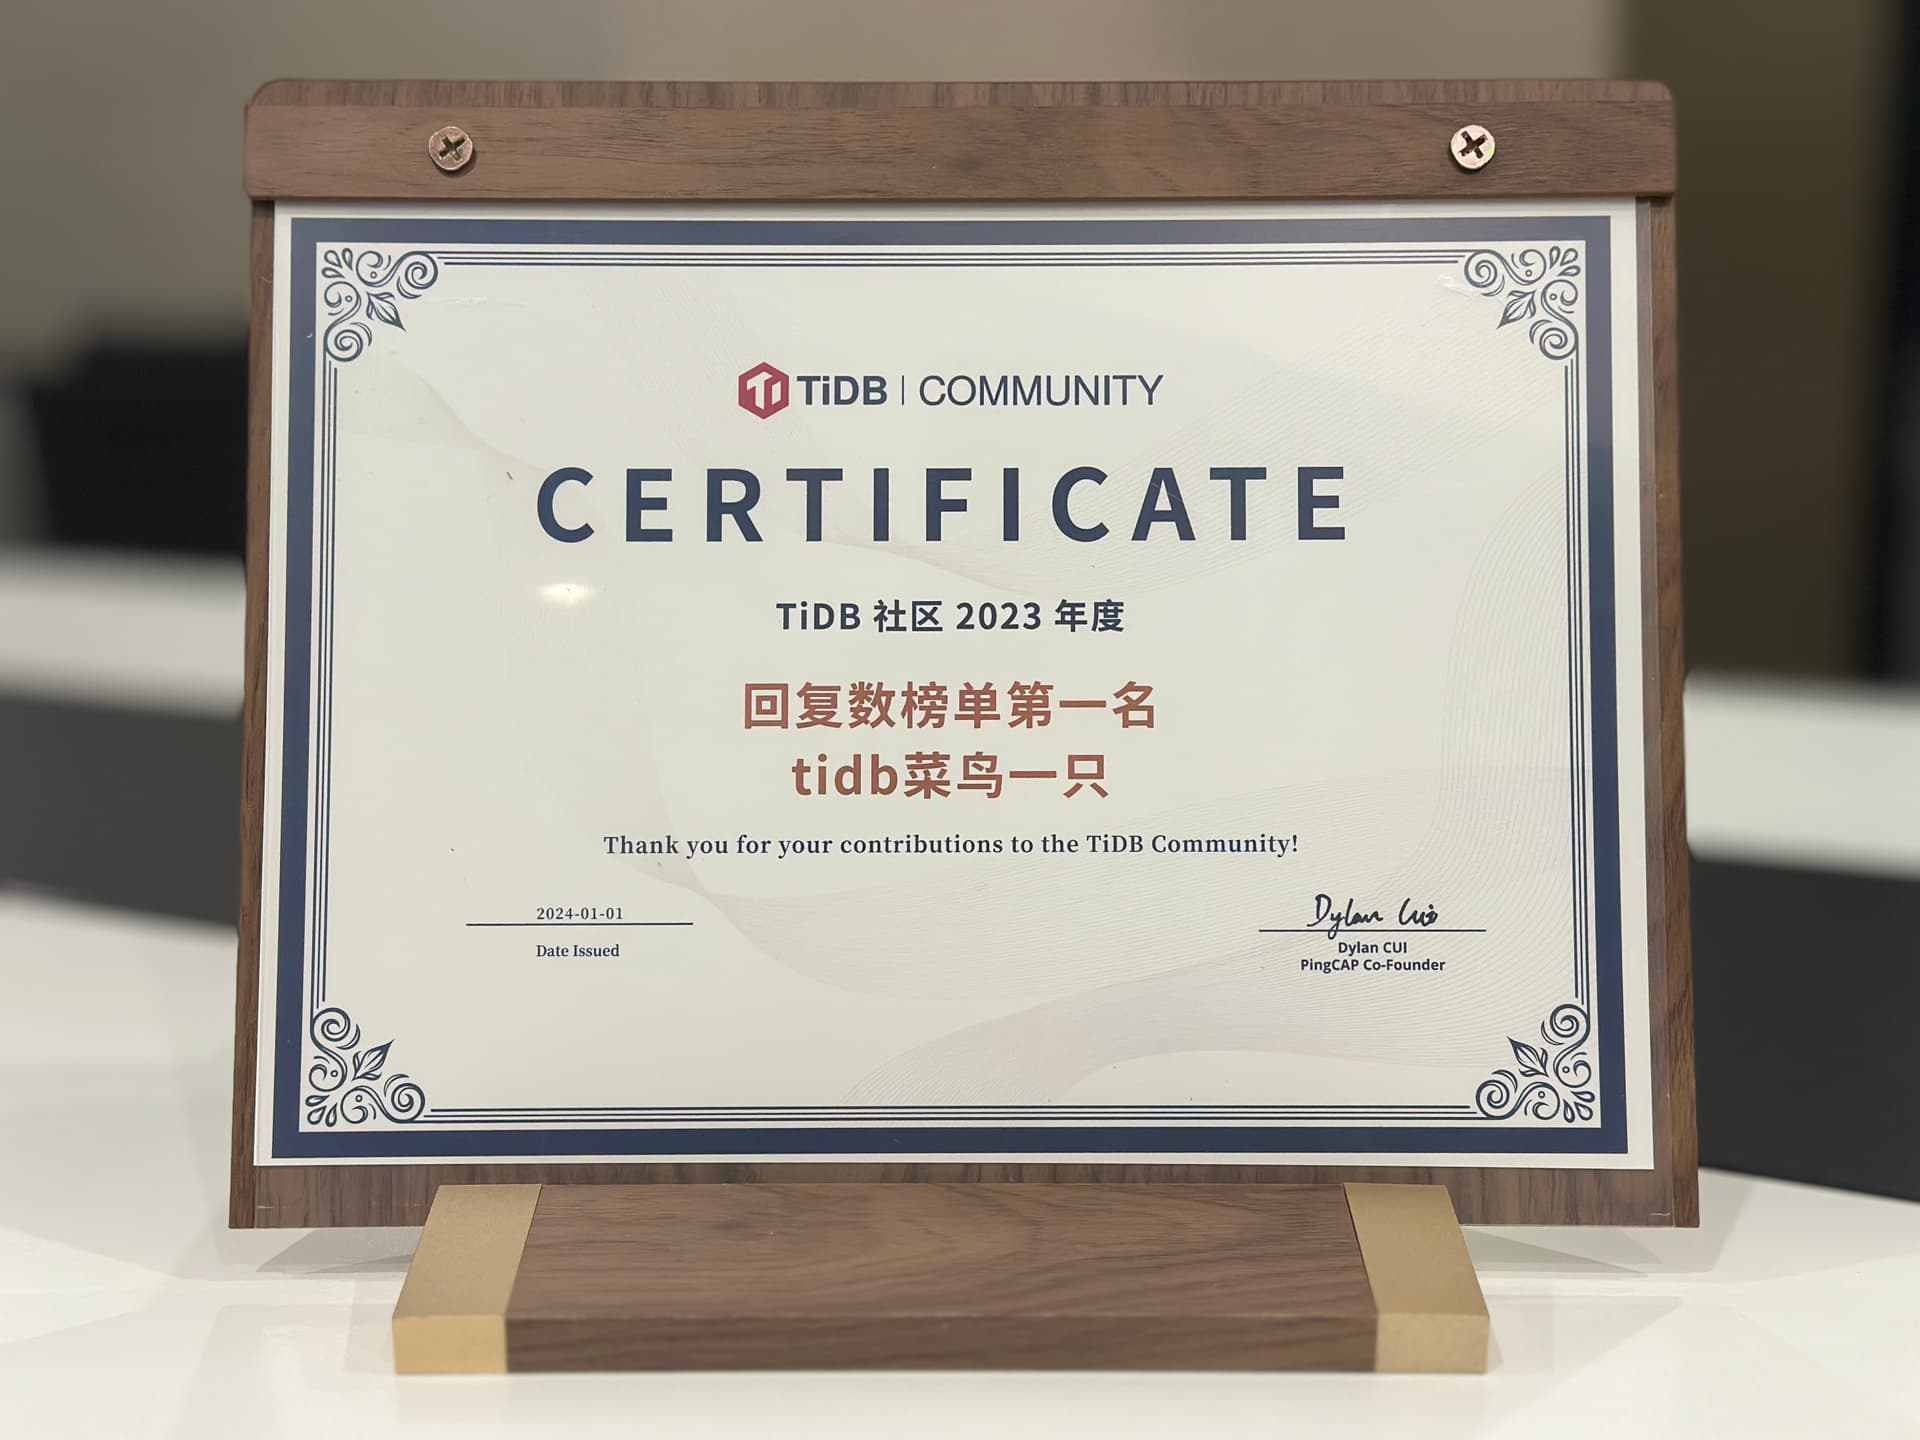 TiDB | COMMUNITY
CERTIFICATE
TiDB 社区 2023 年度
回复数榜单第一名
tidb菜鸟一只
Thank you for your contributions to the TiDB Community!
2024-01-01
Date Issued
Dylan Cui
Dylan CUI
PingCAP Co-Founder